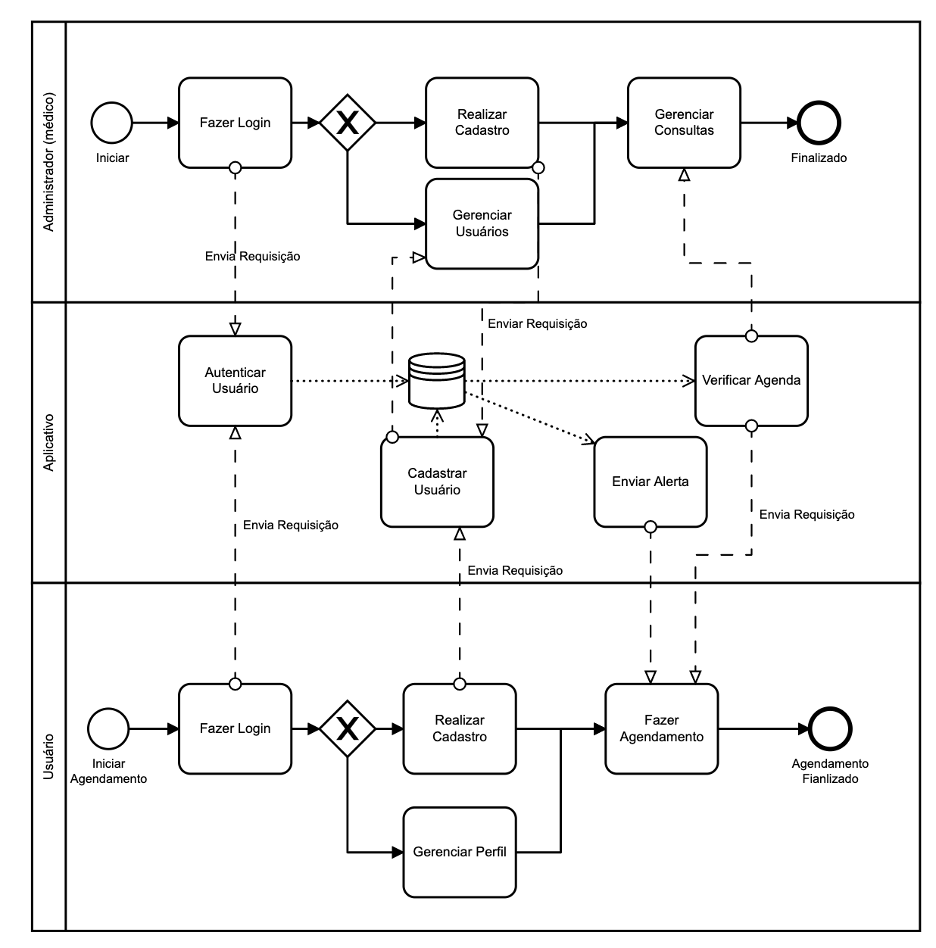 Administrador (médico)
Iniciar
Fazer Login
X
Realizar
Cadastro
Gerenciar
Usuários
Gerenciar
Consultas
Finalizado
Envia Requisição
Aplicativo
Enviar Requisição
Autenticar
Usuário
Verificar Agenda
Cadastrar
Usuário
Enviar Alerta
Envia Requisição
Envia Requisição
Envia Requisição
Usuário
Iniciar
Agendamento
Fazer Login
X
Realizar
Cadastro
Gerenciar Perfil
Fazer
Agendamento
Agendamento
Fianlizado